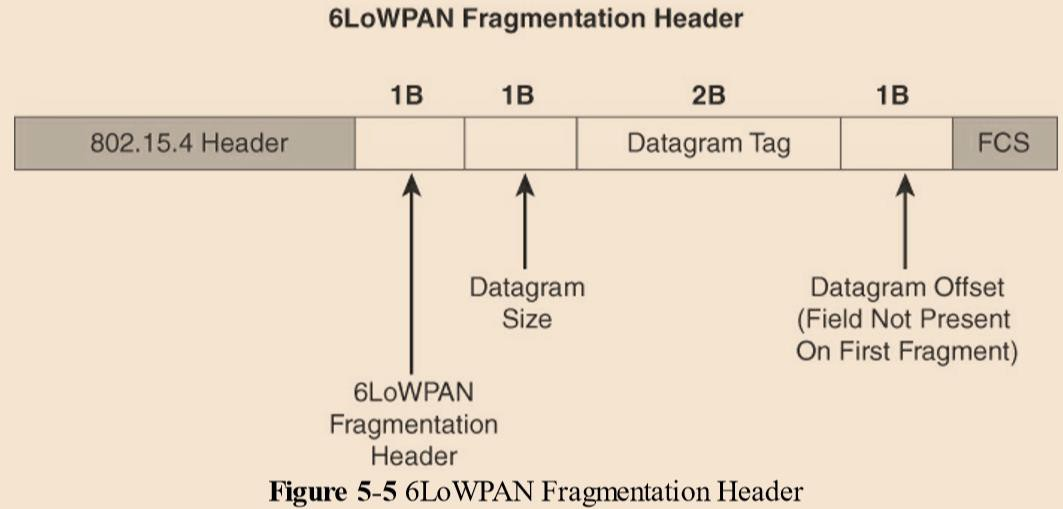 6LoWPAN Fragmentation Header
1B 1B 2B 1B
802.15.4 Header Datagram Tag FCS
Datagram
Size
Datagram Offset
(Field Not Present
On First Fragment)
6LoWPAN
Fragmentation
Header
Figure 5-5 6LoWPAN Fragmentation Header